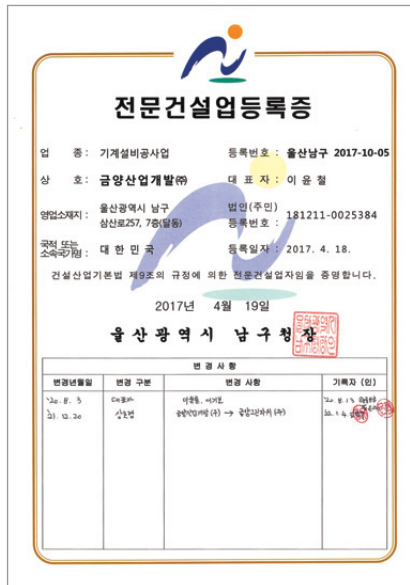 전문건설업등록증
업 종 : 기계설비공사업 등록번호 : 울산남구 2017-10-05
상 호 : 금양산업개발㈜ 대 표 자 : 이 윤 철
영업소재지 : 울산광역시 남구 삼산로257, 7층(달동) 법인(주민)등록번호 : 181211-0025384
국적 또는 소속국가명 : 대 한 민 국 등록일자 : 2017. 4. 18.
건설산업기본법 제9조의 규정에 의한 전문건설업자임을 증명합니다.
2017년 4월 19일
울산광역시 남구청장
변 경 사 항
변경년월일 변경 구분 변경 사항 기록자 (인)
'20. 8. 3 대표자 '20. 8. 13
'21. 12. 20 상호변경 금양산업개발 (주) → (주) 22. 1. 4